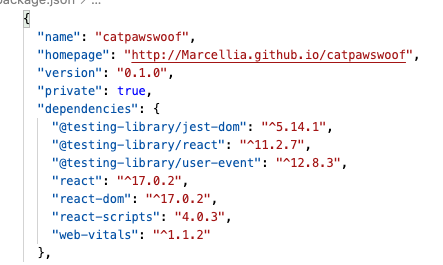 package.json > ...
{
"name": "catpawswoof",
"homepage": "http://Marcellia.github.io/catpawswoof",
"version": "0.1.0",
"private": true,
"dependencies": {
"@testing-library/jest-dom": "^5.14.1",
"@testing-library/react": "^11.2.7",
"@testing-library/user-event": "^12.8.3",
"react": "^17.0.2",
"react-dom": "^17.0.2",
"react-scripts": "4.0.3",
"web-vitals": "^1.1.2"
},